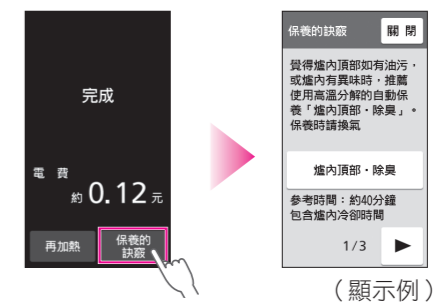 完成
電費
約0.12元
再加熱
保養的
訣竅
保養的訣竅
關閉
覺得爐內頂部如有油污，
或爐內有異味時，推薦
使用高溫分解的自動保
養「爐內頂部・除臭」。
保養時請換氣
爐內頂部・除臭
參考時間：約40分鐘
包含爐內冷卻時間
1/3
（顯示例）